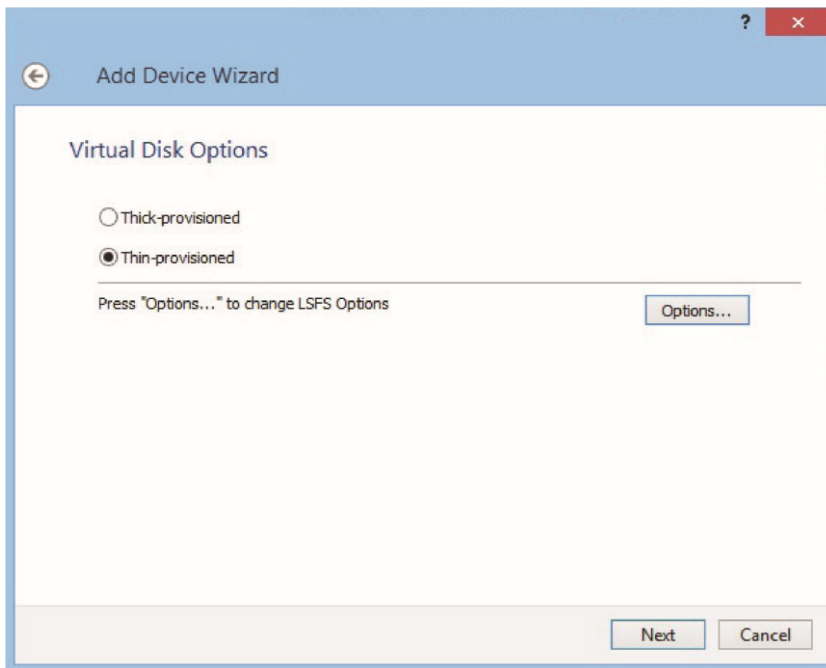 ?
Add Device Wizard
Virtual Disk Options
Thick-provisioned
Thin-provisioned
Press "Options..." to change LSFS Options
Options...
Next
Cancel